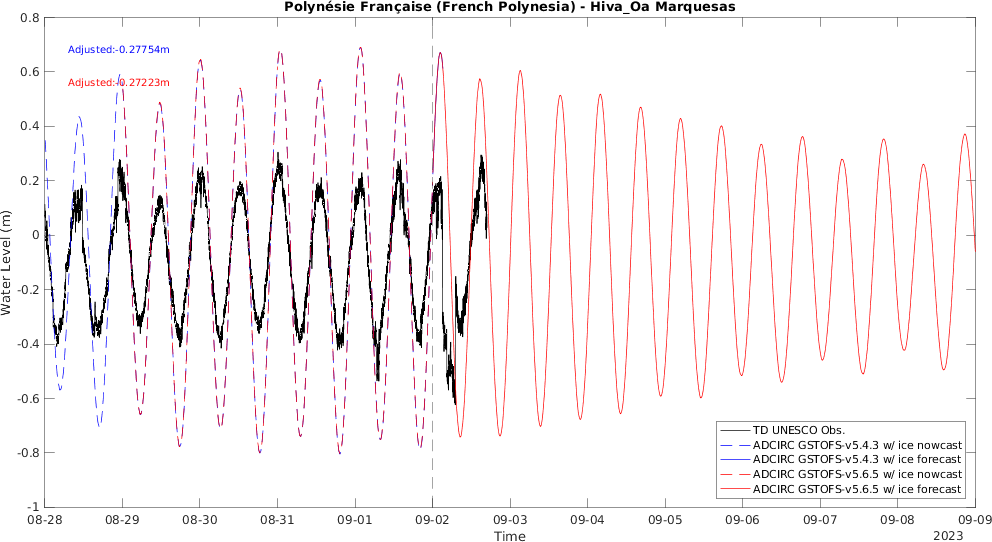 Polynésie Française (French Polynesia) - Hiva_Oa Marquesas
Adjusted:-0.27754m
Adjusted:-0.27223m
Water Level (m)
0.8
0.6
0.4
0.2
0
-0.2
-0.4
-0.6
-0.8
-1
TD UNESCO Obs.
ADCIRC GSTOFS-v5.4.3 w/ ice nowcast
ADCIRC GSTOFS-v5.4.3 w/ ice forecast
ADCIRC GSTOFS-v5.6.5 w/ ice nowcast
ADCIRC GSTOFS-v5.6.5 w/ ice forecast
08-28 08-29 08-30 08-31 09-01 09-02 09-03 09-04 09-05 09-06 09-07 09-08 09-09
Time
2023